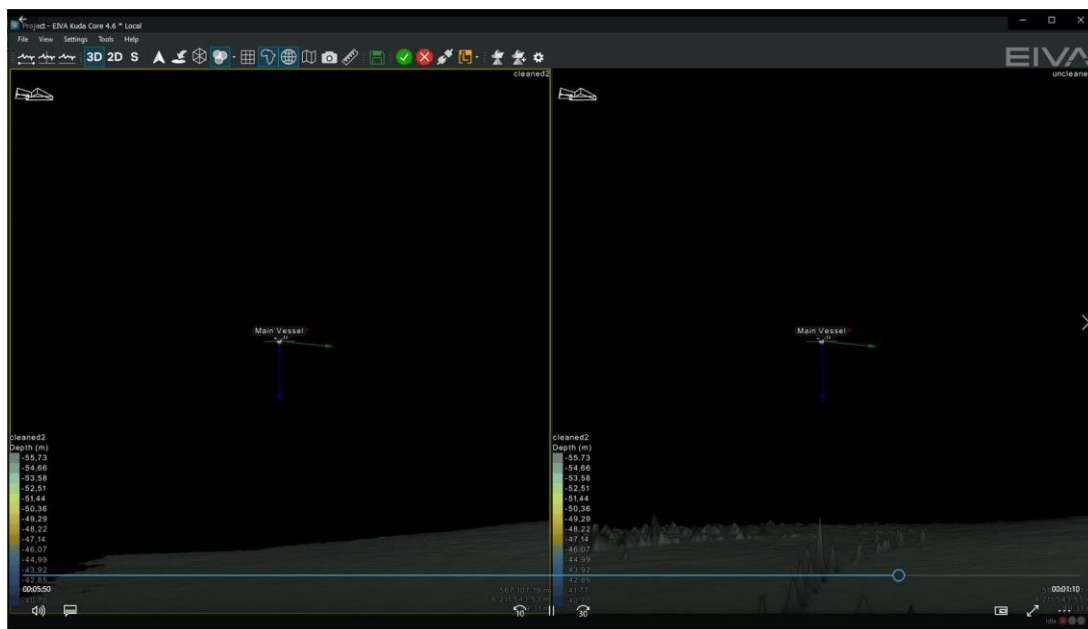 Project - EIVA Kuda Core 4.6 * Local
File View Settings Tools Help
3D 2D S
EIVA
cleaned2
Main Vessel
cleaned2
Depth (m)
-55,73
-54,66
-53,58
-52,51
-51,44
-50,36
-49,29
-48,22
-47,14
-46,07
-44,99
-43,92
-42,85
uncleane
Main Vessel
cleaned2
Depth (m)
-55,73
-54,66
-53,58
-52,51
-51,44
-50,36
-49,29
-48,22
-47,14
-46,07
-44,99
-43,92
-42,85
-41,77
00:05:50
00:01:10
10
30
Idle